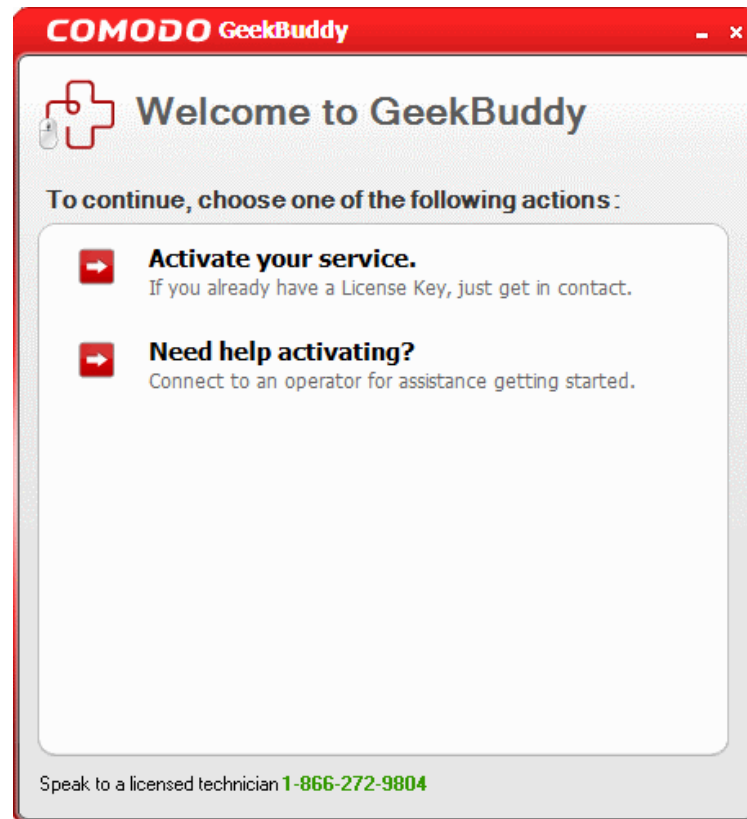 COMODO GeekBuddy
Welcome to GeekBuddy
To continue, choose one of the following actions:
Activate your service.
If you already have a License Key, just get in contact.
Need help activating?
Connect to an operator for assistance getting started.
Speak to a licensed technician 1-866-272-9804